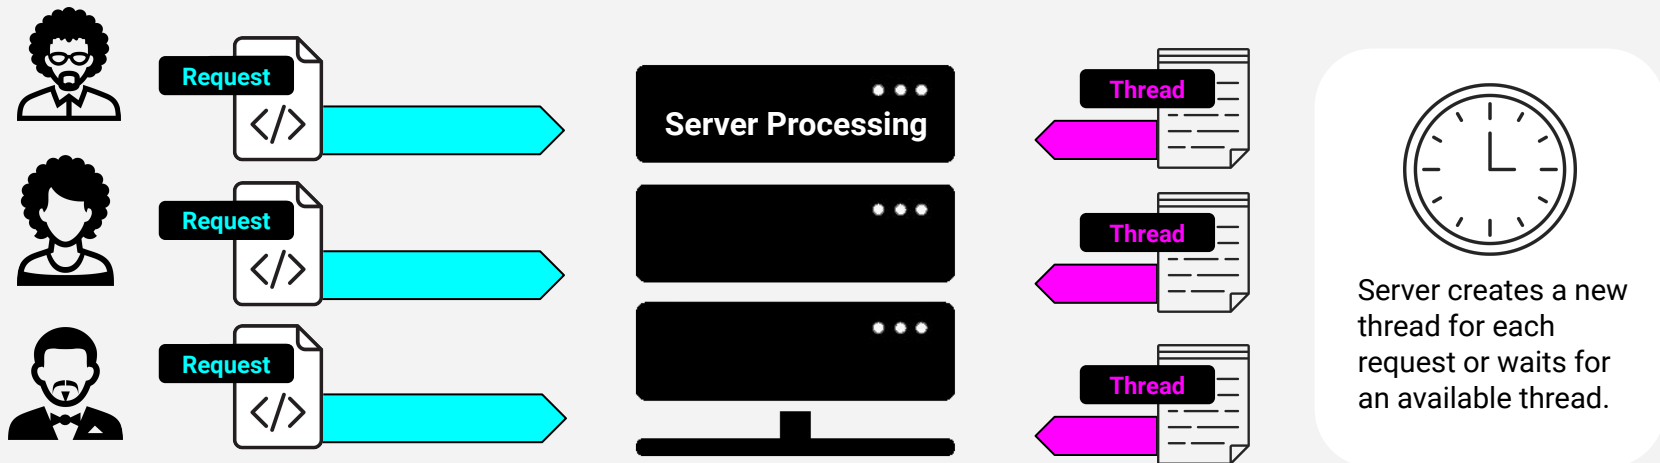 Request
Server Processing
Thread
Request
Thread
Request
Thread
Server creates a new
thread for each
request or waits for
an available thread.